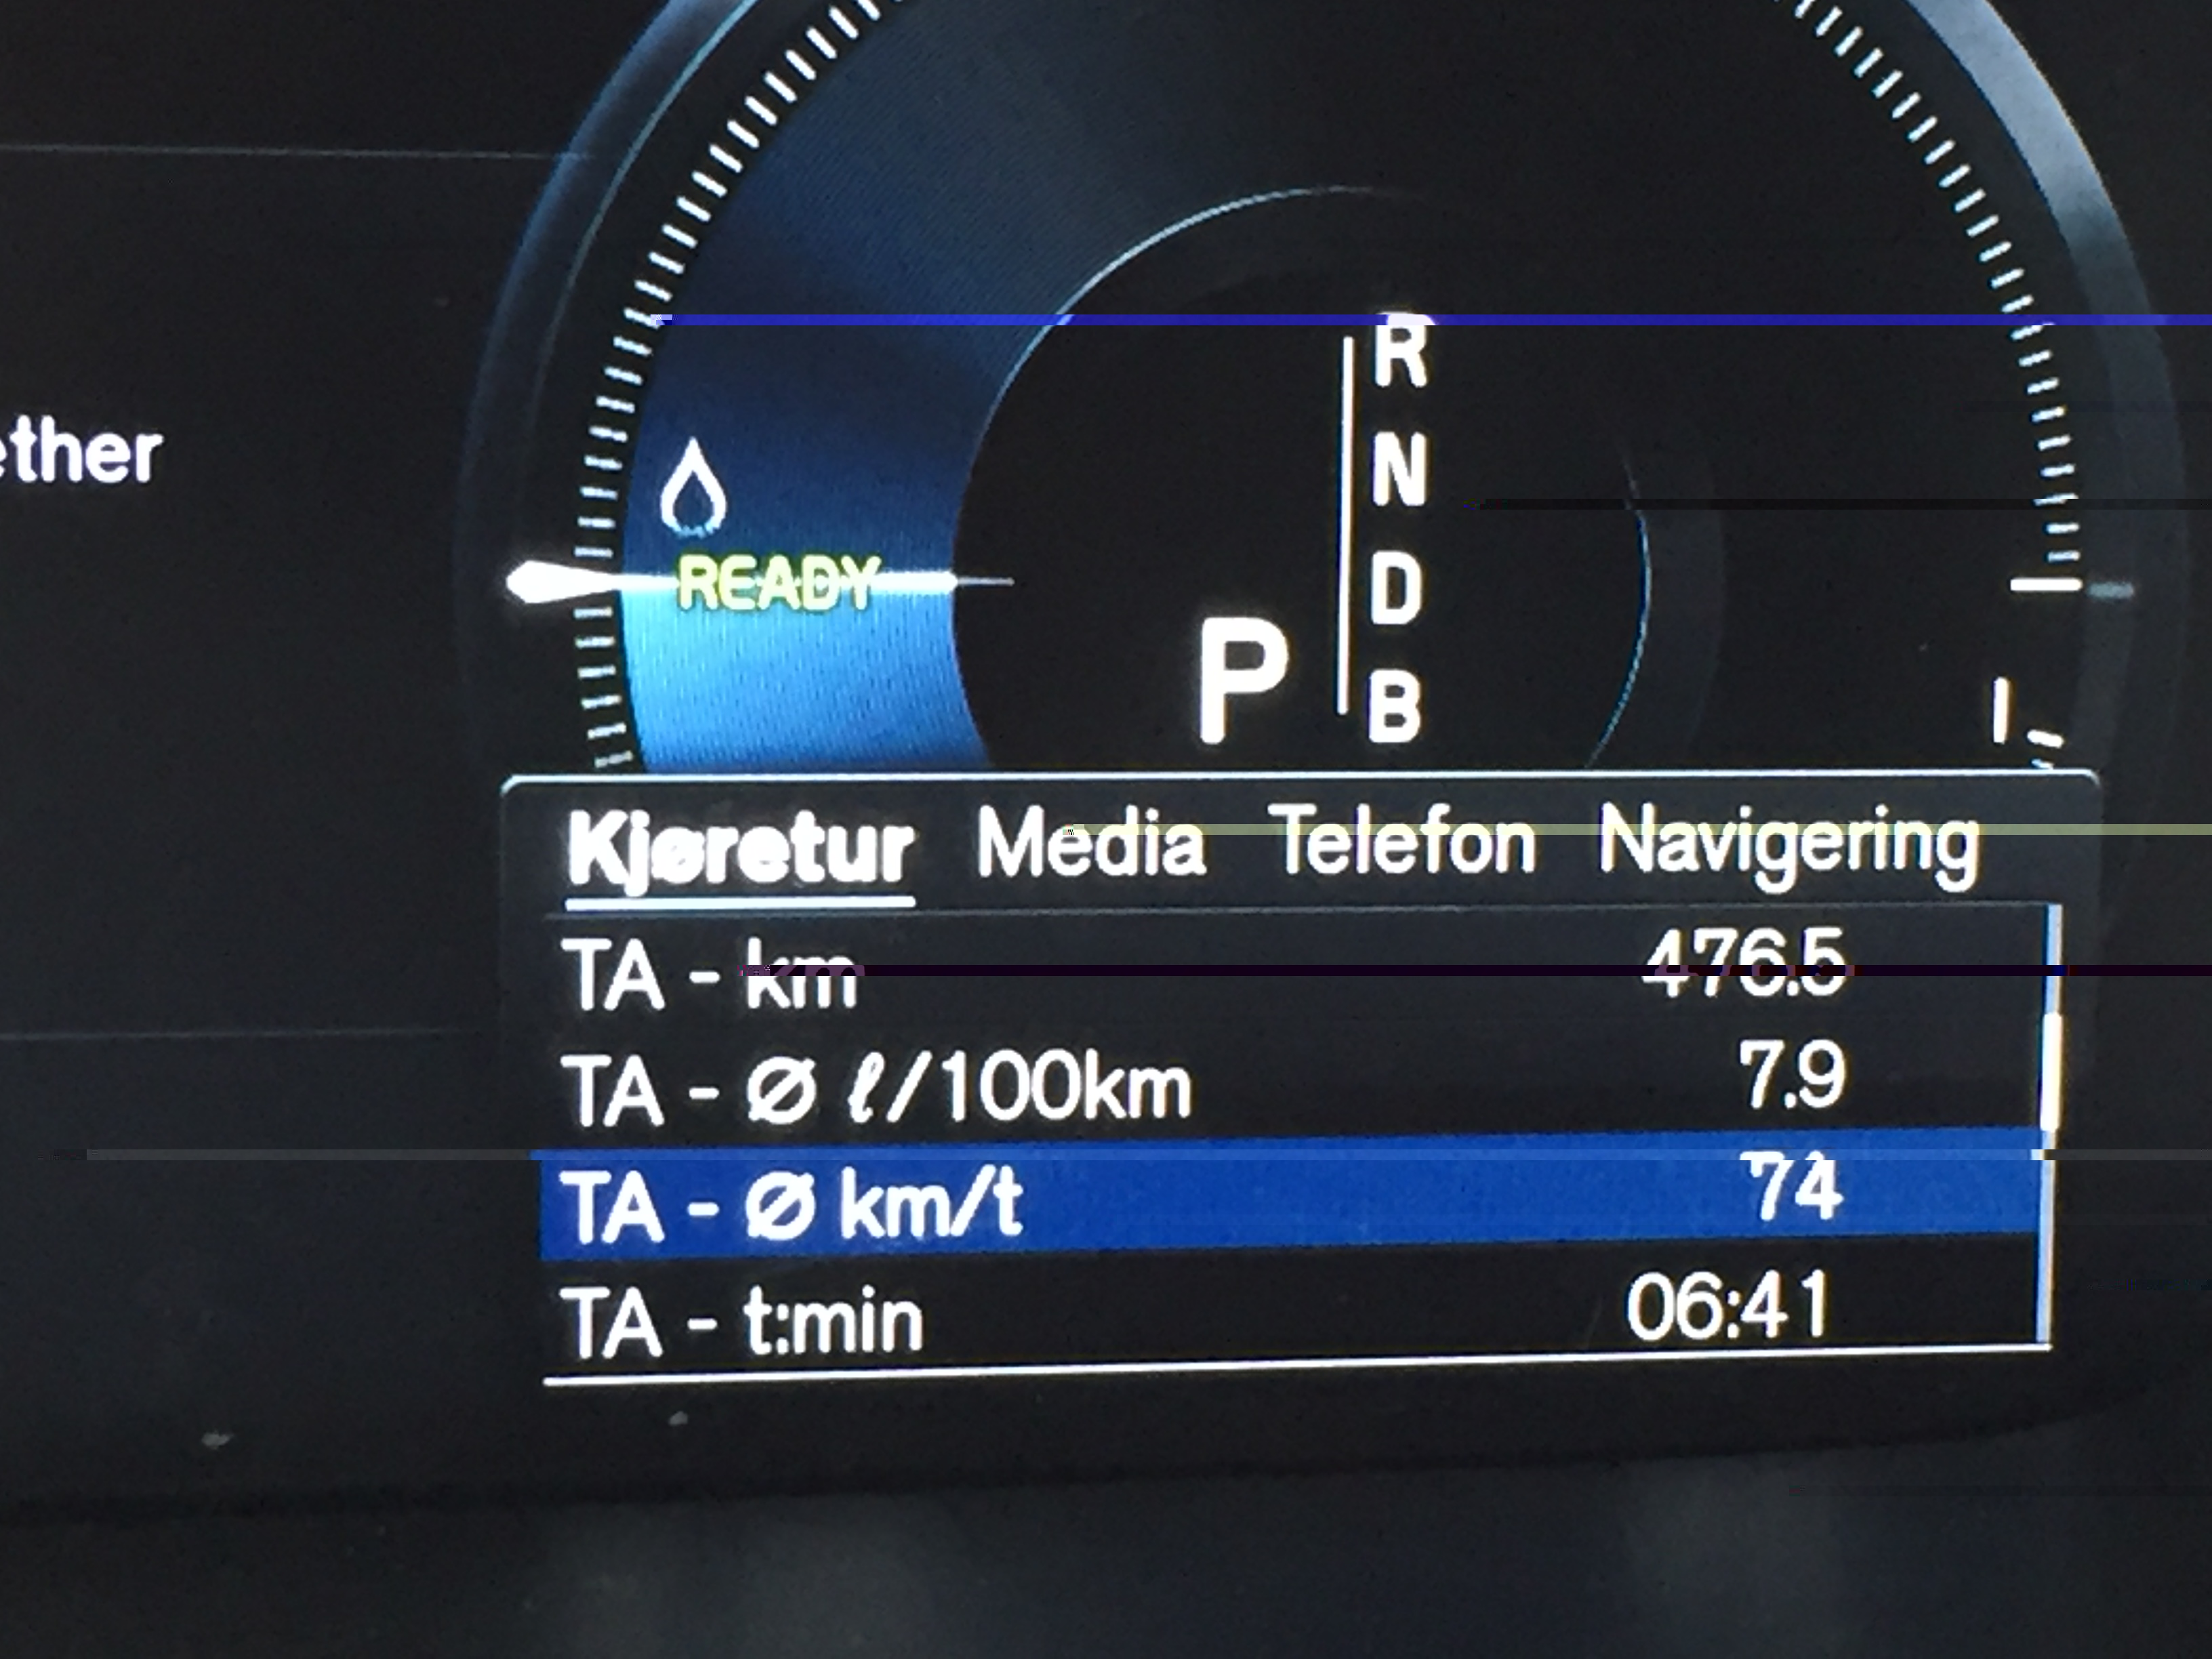 R
N
ether
D
READY
P
B
Kjøretur Media Telefon Navigering
TA - km 476.5
TA - Ø ℓ/100km 7.9
TA - Ø km/t 74
TA - t:min 06:41